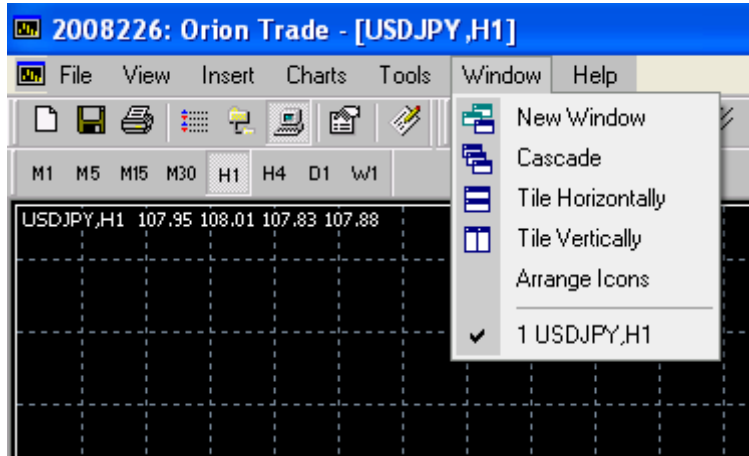 2008226: Orion Trade - [USDJPY,H1]
File View Insert Charts Tools Window Help
New Window
Cascade
M1 M5 M15 M30 H1 H4 D1 W1
Tile Horizontally
USDJPY,H1 107.95 108.01 107.83 107.88
Tile Vertically
Arrange Icons
1 USDJPY,H1